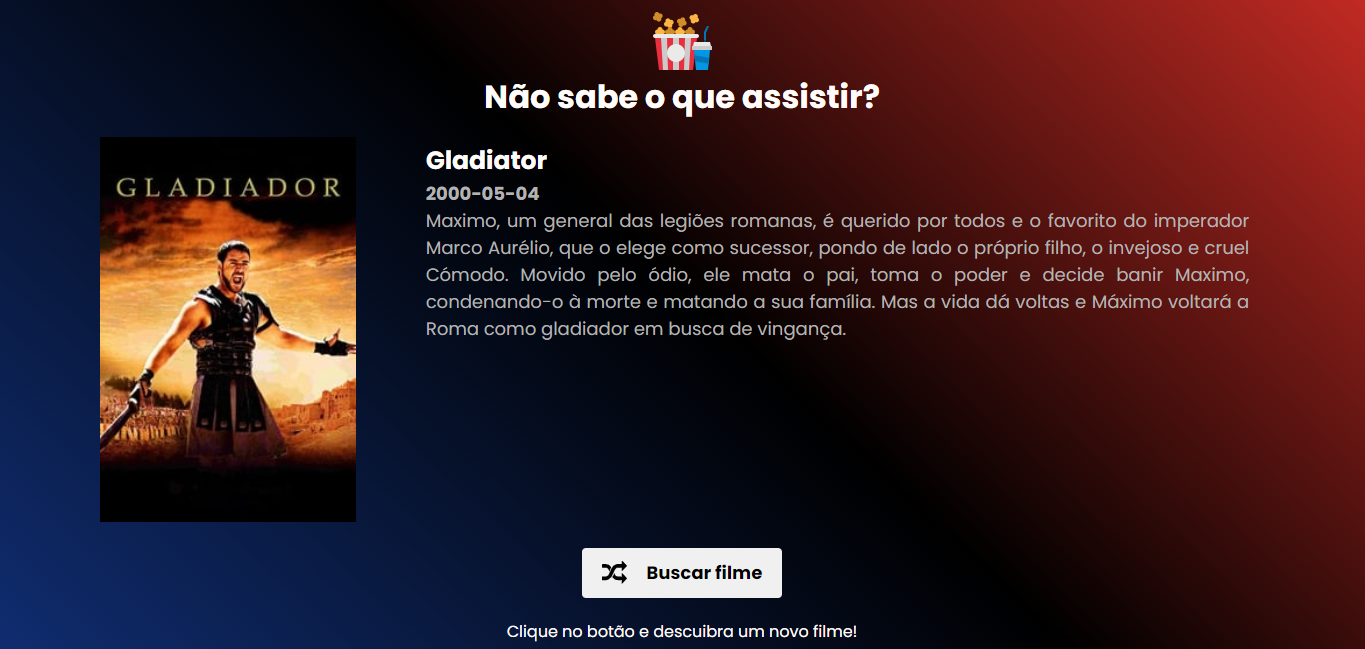 Não sabe o que assistir?
GLADIADOR
Gladiator
2000-05-04
Maximo, um general das legiões romanas, é querido por todos e o favorito do imperador
Marco Aurélio, que o elege como sucessor, pondo de lado o próprio filho, o invejoso e cruel
Cómodo. Movido pelo ódio, ele mata o pai, toma o poder e decide banir Maximo,
condenando-o à morte e matando a sua família. Mas a vida dá voltas e Máximo voltará a
Roma como gladiador em busca de vingança.
Buscar filme
Clique no botão e descuibra um novo filme!